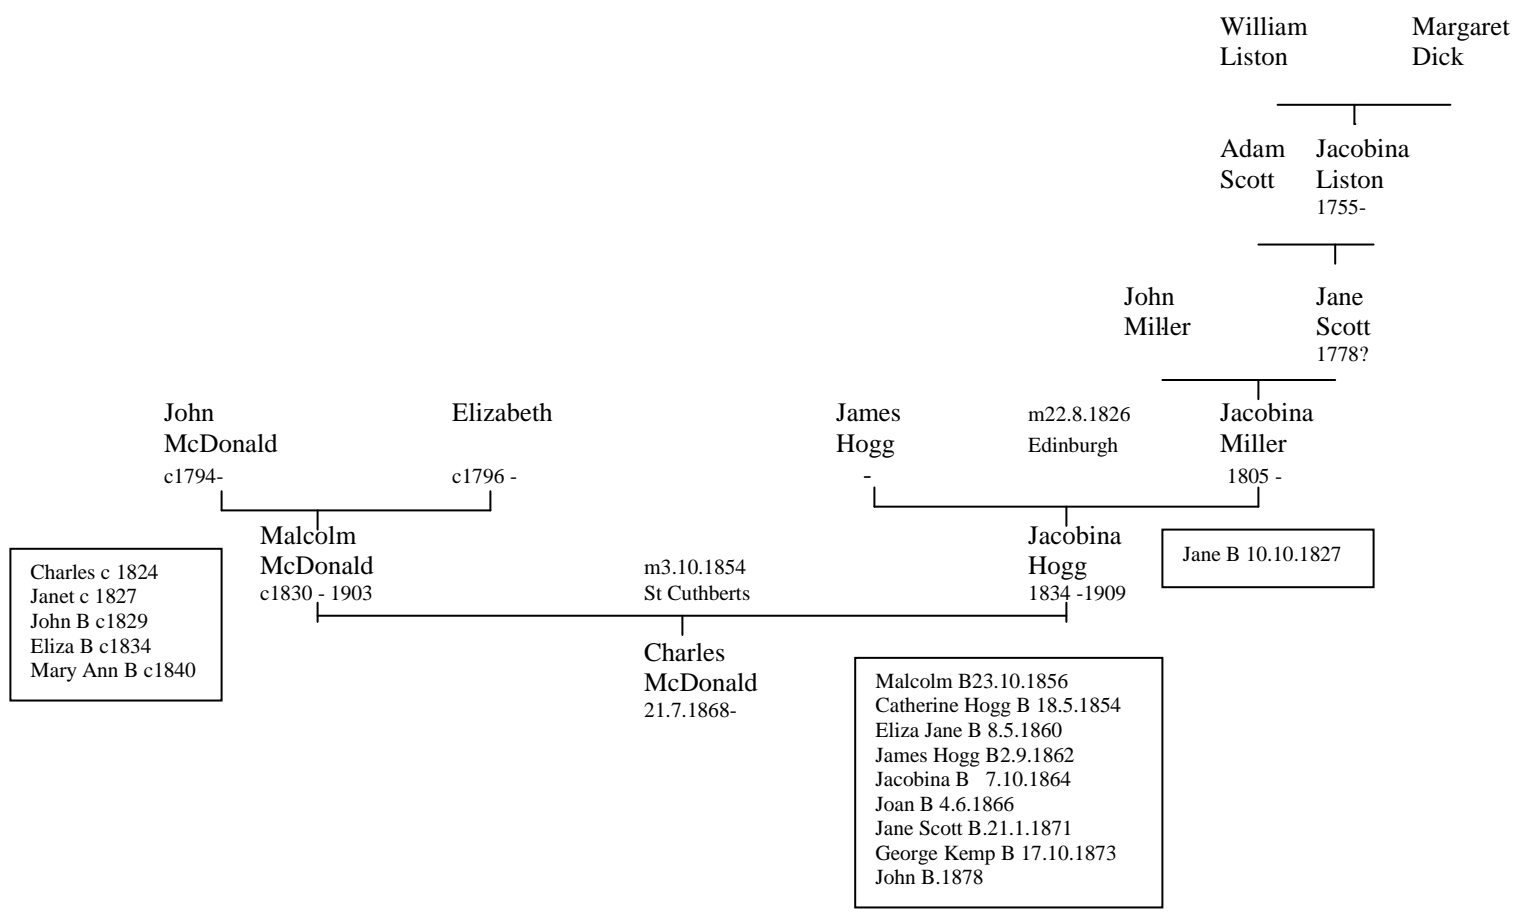 William
Liston
Margaret
Dick
Adam
Scott
Jacobina
Liston
1755-
John
Miller
Jane
Scott
1778?
John
McDonald
c1794-
Elizabeth
c1796 -
James
Hogg
-
m22.8.1826
Edinburgh
Jacobina
Miller
1805 -
Malcolm
McDonald
c1830 - 1903
Charles c 1824
Janet c 1827
John B c1829
Eliza B c1834
Mary Ann B c1840
m3.10.1854
St Cuthberts
Jacobina
Hogg
1834 -1909
Jane B 10.10.1827
Charles
McDonald
21.7.1868-
Malcolm B23.10.1856
Catherine Hogg B 18.5.1854
Eliza Jane B 8.5.1860
James Hogg B2.9.1862
Jacobina B   7.10.1864
Joan B 4.6.1866
Jane Scott B.21.1.1871
George Kemp B 17.10.1873
John B.1878